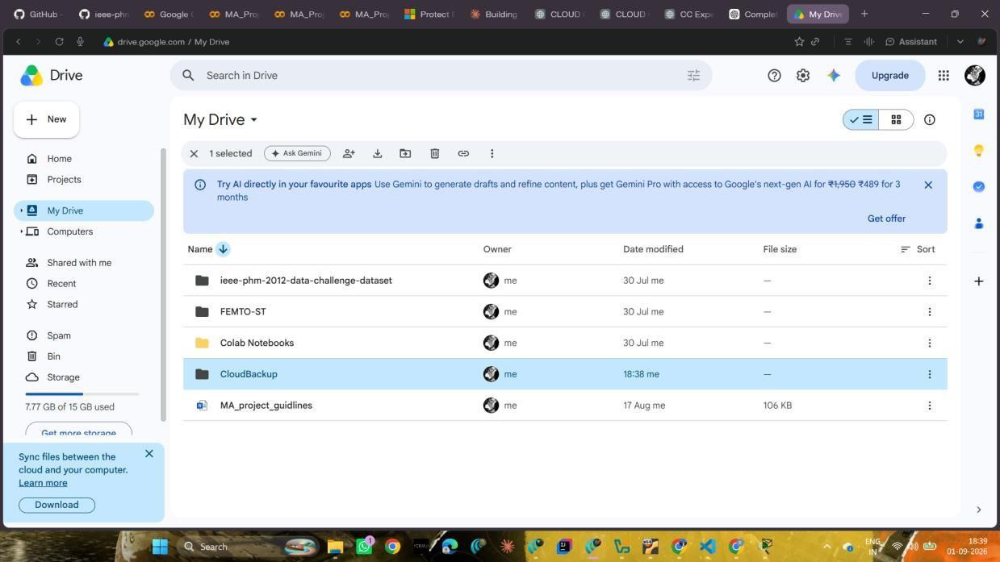 GitHub
ieee-phm
Google
MA_Proj
MA_Proj
MA_Proj
Protect
Building
CLOUD
CLOUD
CC Expe
Complet
My Drive
drive.google.com / My Drive
Assistant
Drive
Search in Drive
Upgrade
New
My Drive
1 selected
Ask Gemini
Home
Projects
My Drive
Computers
Shared with me
Recent
Starred
Spam
Bin
Storage
7.77 GB of 15 GB used
Get more storage
Try AI directly in your favourite apps Use Gemini to generate drafts and refine content, plus get Gemini Pro with access to Google's next-gen AI for ₹1,950 ₹489 for 3
months
Get offer
Name Owner Date modified File size Sort
ieee-phm-2012-data-challenge-dataset me 30 Jul me —
FEMTO-ST me 30 Jul me —
Colab Notebooks me 30 Jul me —
CloudBackup me 18:38 me —
MA_project_guidlines me 17 Aug me 106 KB
Sync files between the
cloud and your computer.
Learn more
Download
31
Search
1
ENG
IN
18:39
01-09-2026